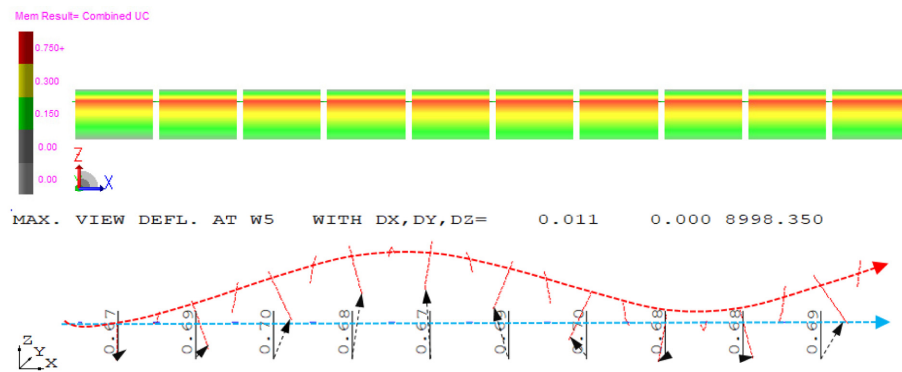 Mem Result= Combined UC
0.750+
0.300
0.150
0.00
0.00
Z
X
MAX. VIEW DEFL. AT W5 WITH DX,DY,DZ= 0.011 0.000 8998.350
0.67
0.69
0.70
0.68
0.67
0.69
0.70
0.68
0.68
0.69
Z
Y
X